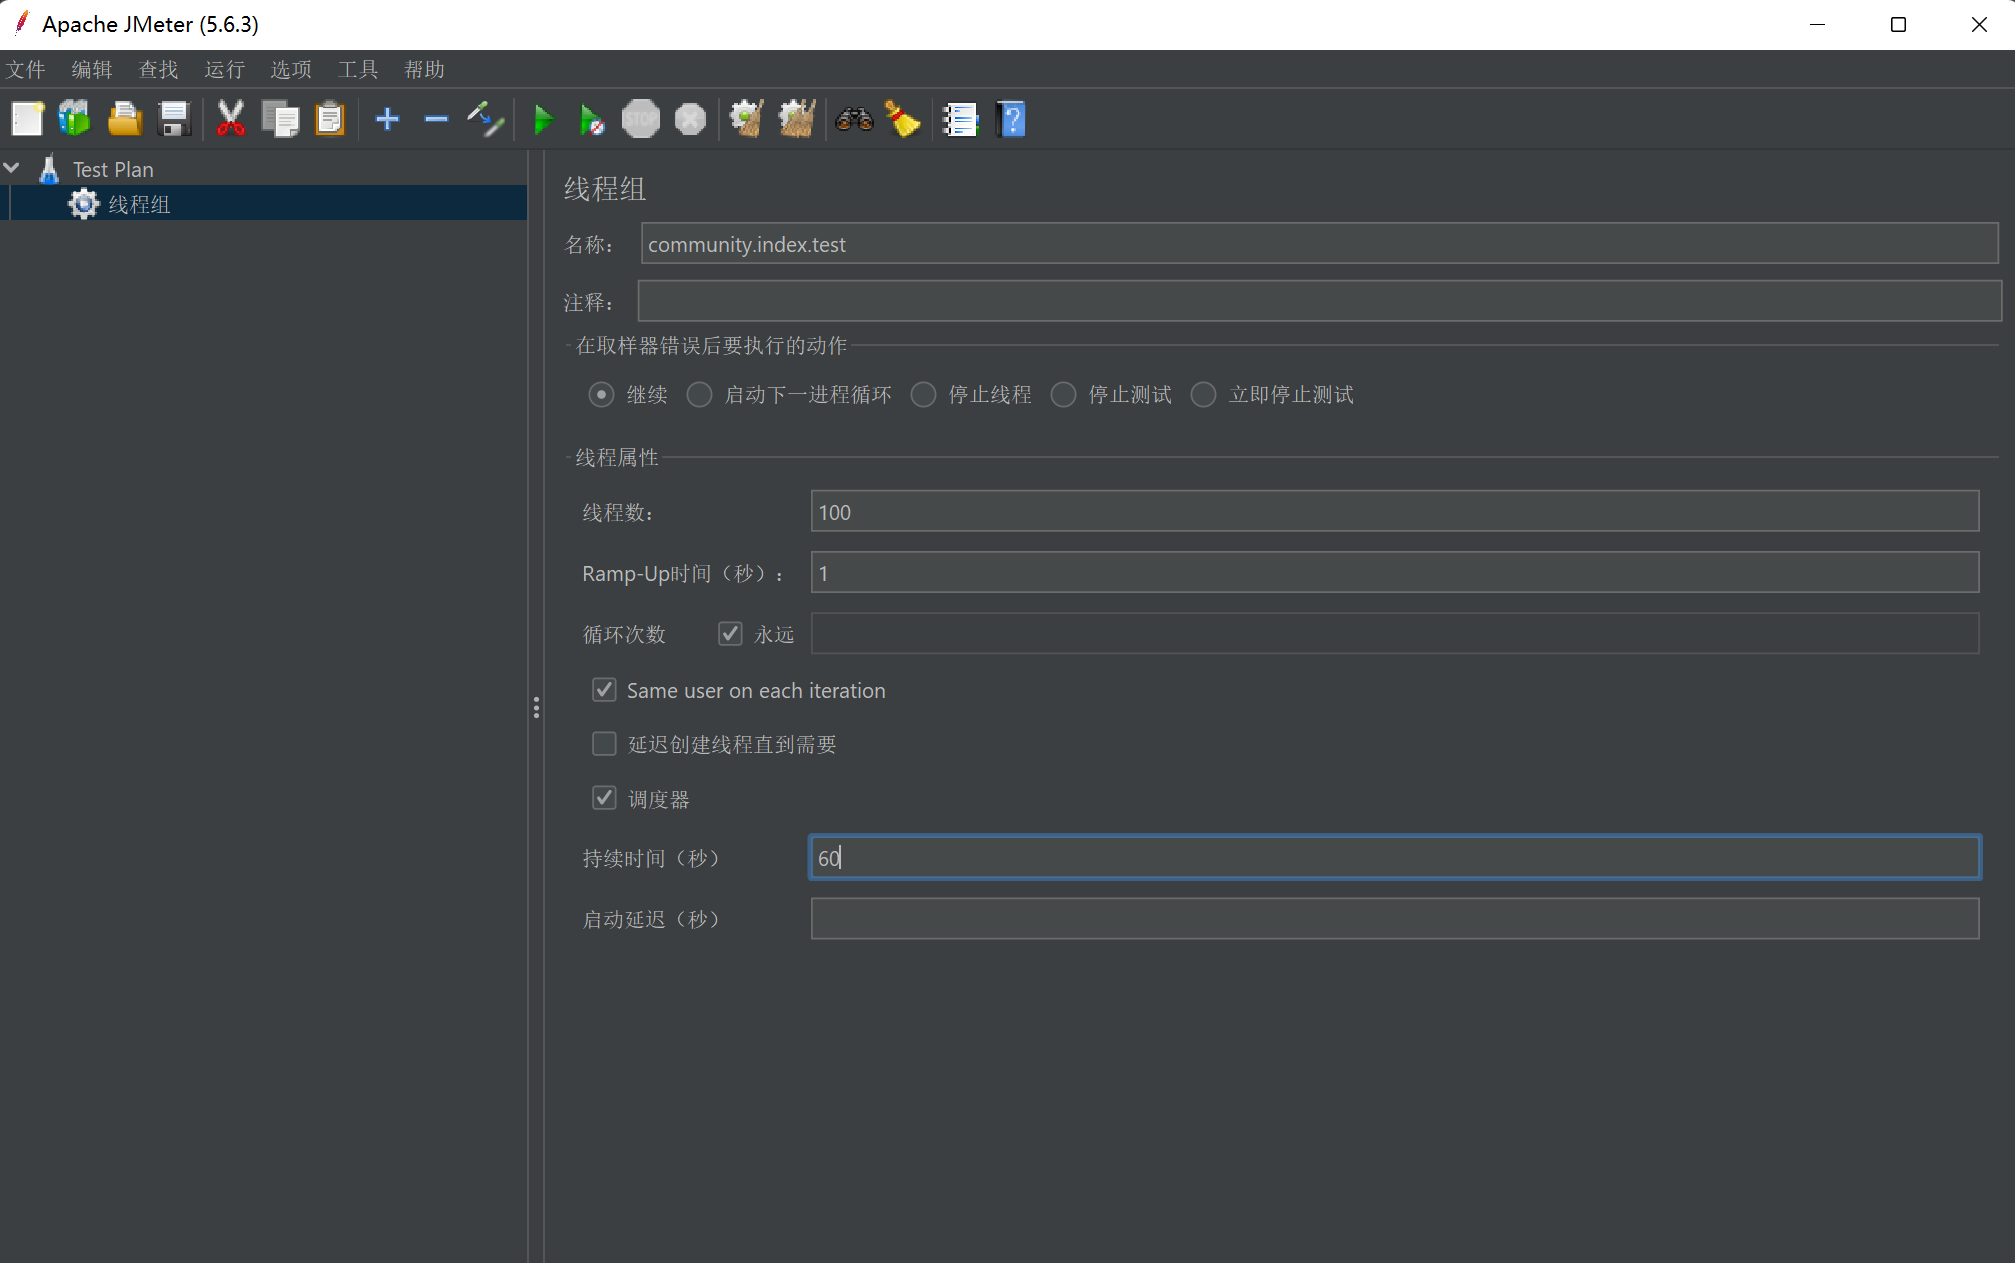 Apache JMeter (5.6.3)
文件 编辑 查找 运行 选项 工具 帮助
STOP
Test Plan
线程组
线程组
名称： community.index.test
注释：
在取样器错误后要执行的动作
继续 启动下一进程循环 停止线程 停止测试 立即停止测试
线程属性
线程数： 100
Ramp-Up时间（秒）： 1
循环次数 永远
Same user on each iteration
延迟创建线程直到需要
调度器
持续时间（秒） 60
启动延迟（秒）